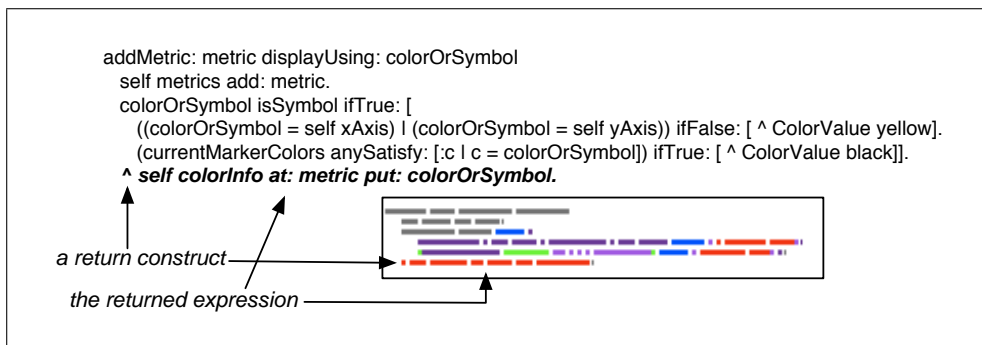 addMetric: metric displayUsing: colorOrSymbol
self metrics add: metric.
colorOrSymbol isSymbol ifTrue: [
((colorOrSymbol = self xAxis) | (colorOrSymbol = self yAxis)) ifFalse: [ ^ ColorValue yellow].
(currentMarkerColors anySatisfy: [:c | c = colorOrSymbol]) ifTrue: [ ^ ColorValue black]].
^ self colorInfo at: metric put: colorOrSymbol.
a return construct
the returned expression